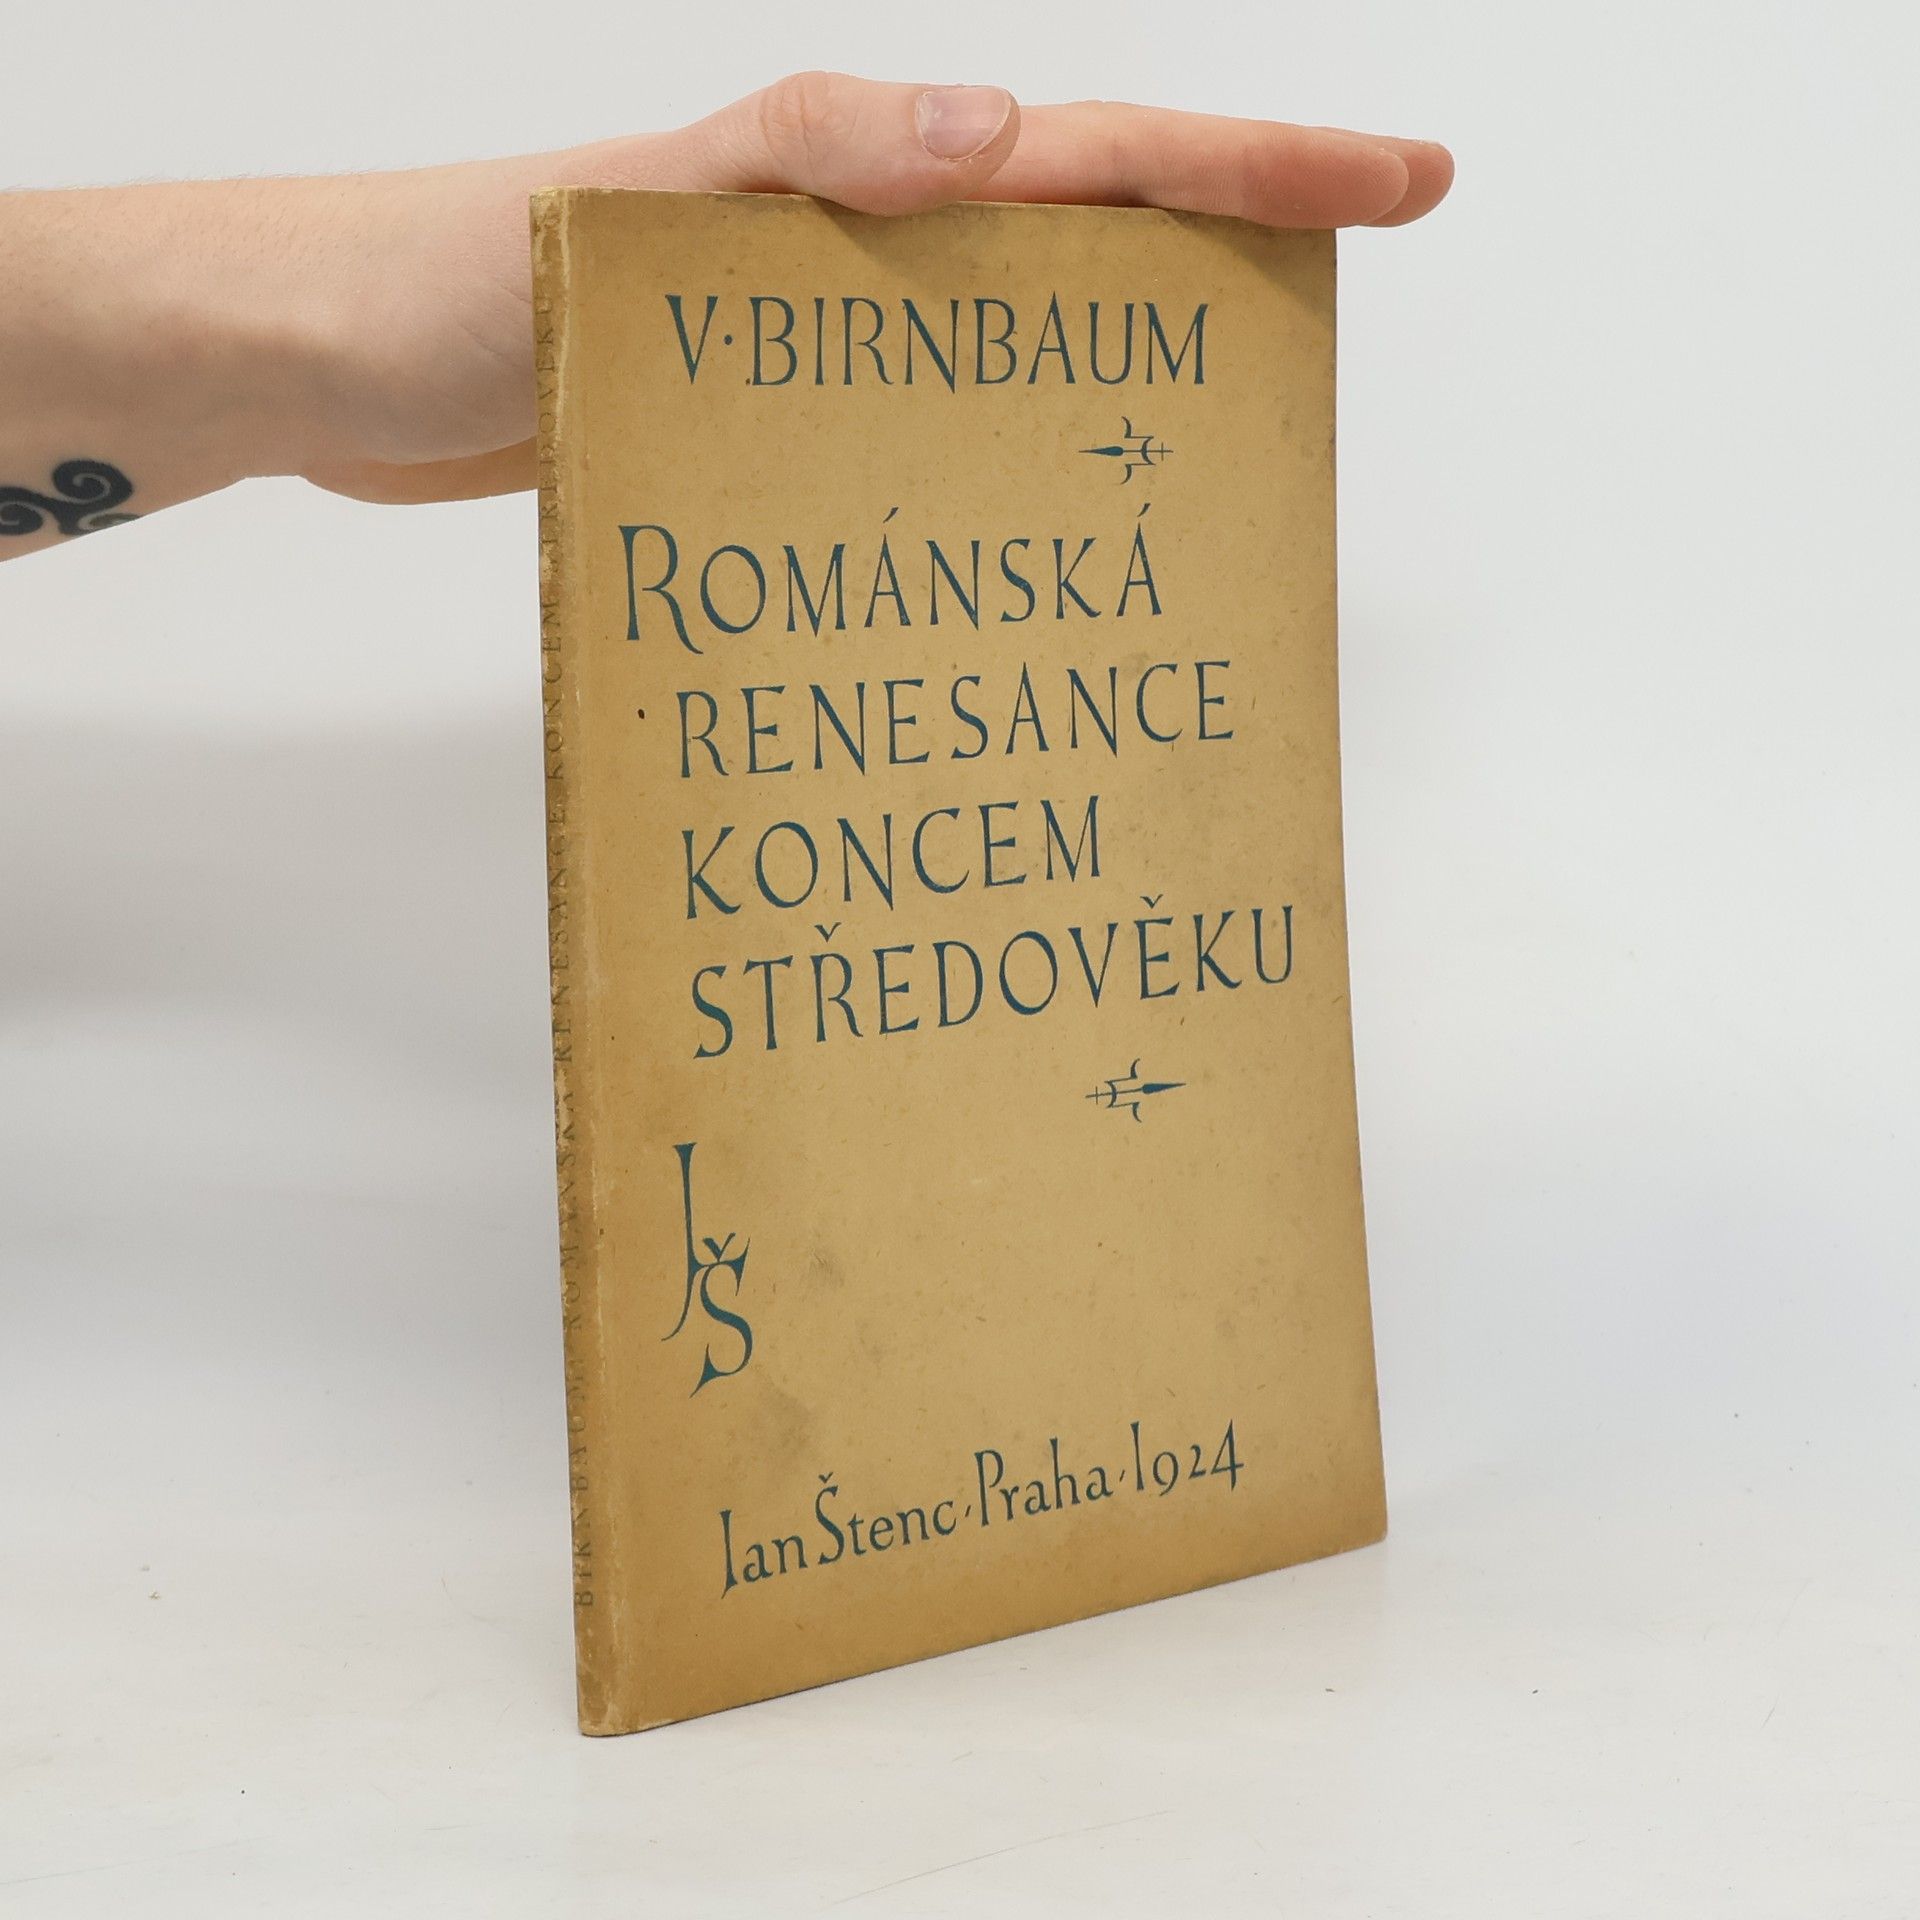 V·BIRNBAUM
ROMÁNSKÁ
RENESANCE
KONCEM
STŘEDOVĚKU
JŠ
Jan Štenc·Praha·1924
BIRNBAUM: ROMÁNSKÁ RENESANCE KONCEM STŘEDOVĚKU